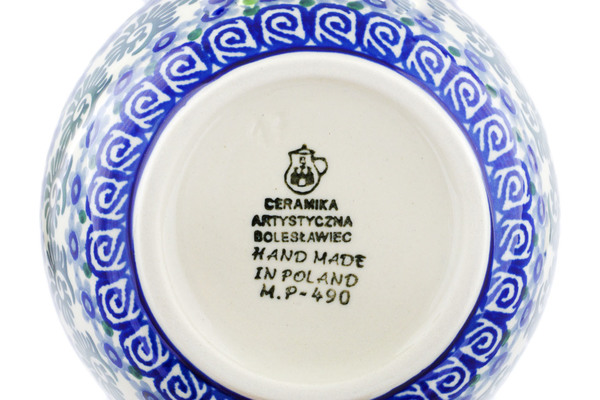 CERAMIKA
ARTYSTYCZNA
BOLESŁAWIEC
HAND MADE
IN POLAND
M.P-490